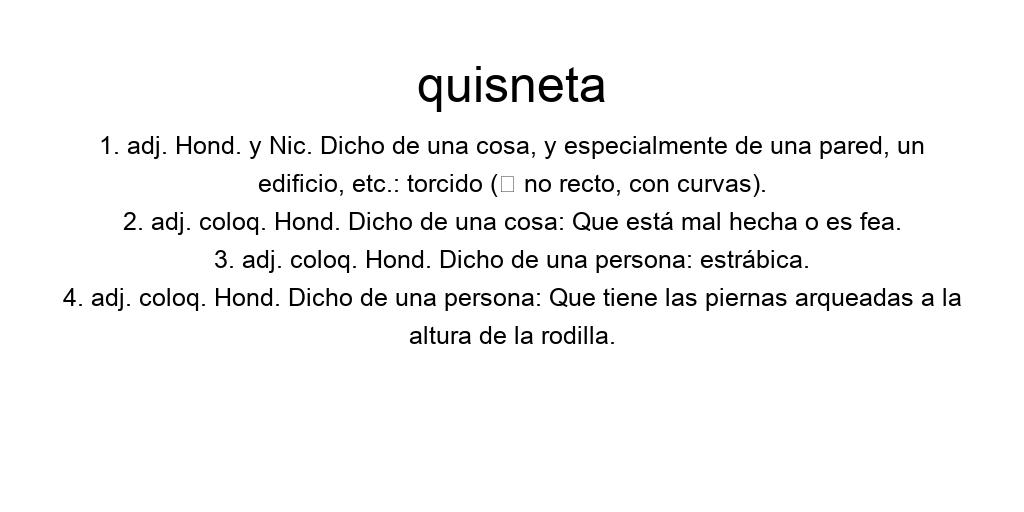 quisneta
1. adj. Hond. y Nic. Dicho de una cosa, y especialmente de una pared, un
edificio, etc.: torcido (▯ no recto, con curvas).
2. adj. coloq. Hond. Dicho de una cosa: Que está mal hecha o es fea.
3. adj. coloq. Hond. Dicho de una persona: estrábica.
4. adj. coloq. Hond. Dicho de una persona: Que tiene las piernas arqueadas a la
altura de la rodilla.